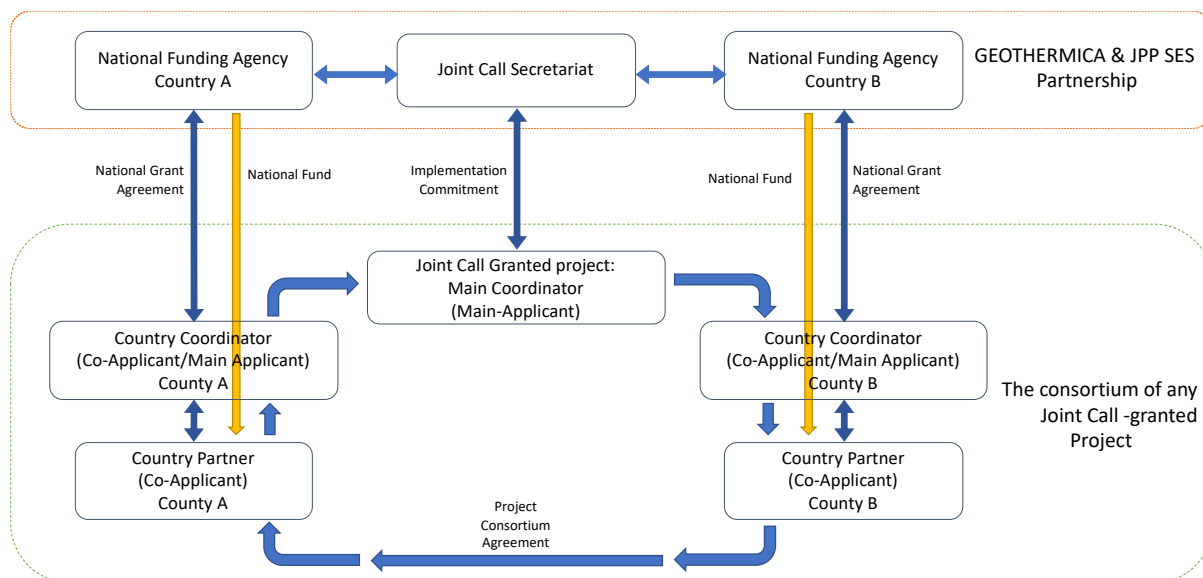 National Funding Agency
Country A
Joint Call Secretariat
National Funding Agency
Country B
GEOTHERMICA & JPP SES
Partnership
National Grant
Agreement
National Fund
Implementation
Commitment
National Fund
National Grant
Agreement
Joint Call Granted project:
Main Coordinator
(Main-Applicant)
Country Coordinator
(Co-Applicant/Main Applicant)
County A
Country Coordinator
(Co-Applicant/Main Applicant)
County B
The consortium of any
Joint Call -granted
Project
Country Partner
(Co-Applicant)
County A
Country Partner
(Co-Applicant)
County B
Project
Consortium
Agreement